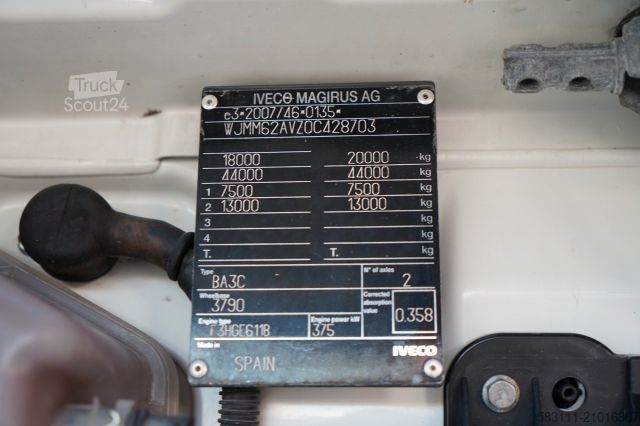 Truck
Scout24
IVECO MAGIRUS AG
e3*2007/46*0135*
WJMM62AVZ0C428703
18000 20000 kg
44000 44000 kg
1 7500 7500 kg
2 13000 13000 kg
3 kg
4 kg
T. T. kg
Type N° of axles
BA3C 2
Wheelbase Corrected absorption value
3790 0.358
Engine type Engine power kW
F3HGE611B 375
Made in IVECO
SPAIN